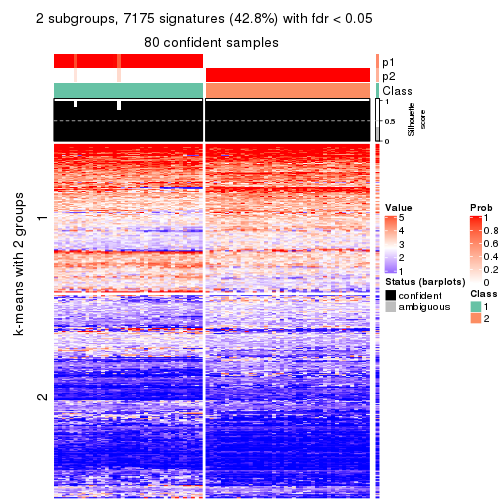 2 subgroups, 7175 signatures (42.8%) with fdr < 0.05
80 confident samples
p1
p2
Class
1
0.5
0
Silhouette
score
k-means with 2 groups
1
2
Value
5
4
3
2
1
Status (barplots)
confident
ambiguous
Prob
1
0.8
0.6
0.4
0.2
0
Class
1
2